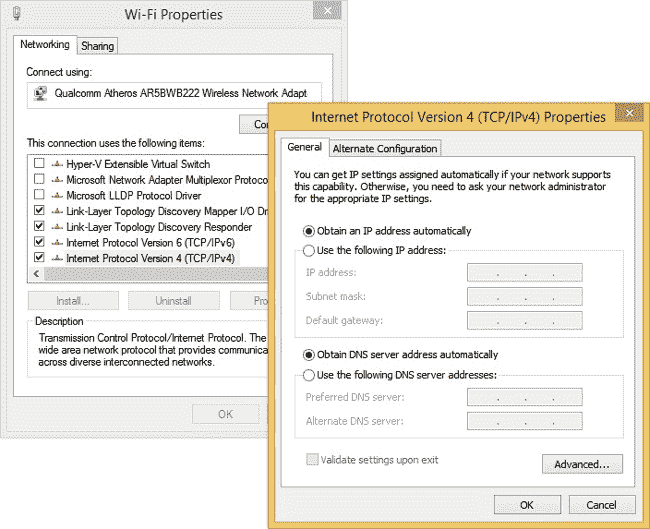 Wi-Fi Properties
Networking
Sharing
Connect using:
Qualcomm Atheros AR5BWB222 Wireless Network Adapt
This connection uses the following items:
Hyper-V Extensible Virtual Switch
Microsoft Network Adapter Multiplexor Protoco
Microsoft LLDP Protocol Driver
Link-Layer Topology Discovery Mapper I/O Dr
Link-Layer Topology Discovery Responder
Internet Protocol Version 6 (TCP/IPv6)
Internet Protocol Version 4 (TCP/IPv4)
Install...
Uninstall
Description
Transmission Control Protocol/Internet Protocol. The
wide area network protocol that provides communica
across diverse interconnected networks.
OK
Internet Protocol Version 4 (TCP/IPv4) Properties
General
Alternate Configuration
You can get IP settings assigned automatically if your network supports
this capability. Otherwise, you need to ask your network administrator
for the appropriate IP settings.
Obtain an IP address automatically
Use the following IP address:
IP address:
Subnet mask:
Default gateway:
Obtain DNS server address automatically
Use the following DNS server addresses:
Preferred DNS server:
Alternate DNS server:
Validate settings upon exit
Advanced...
OK
Cancel